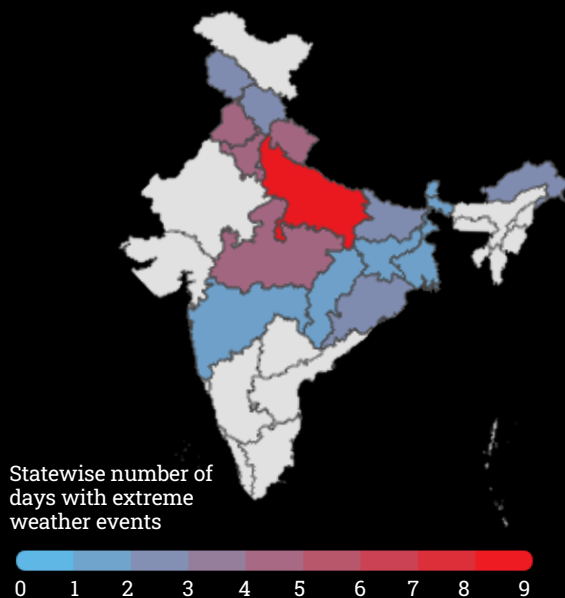 Statewise number of
days with extreme
weather events
0 1 2 3 4 5 6 7 8 9